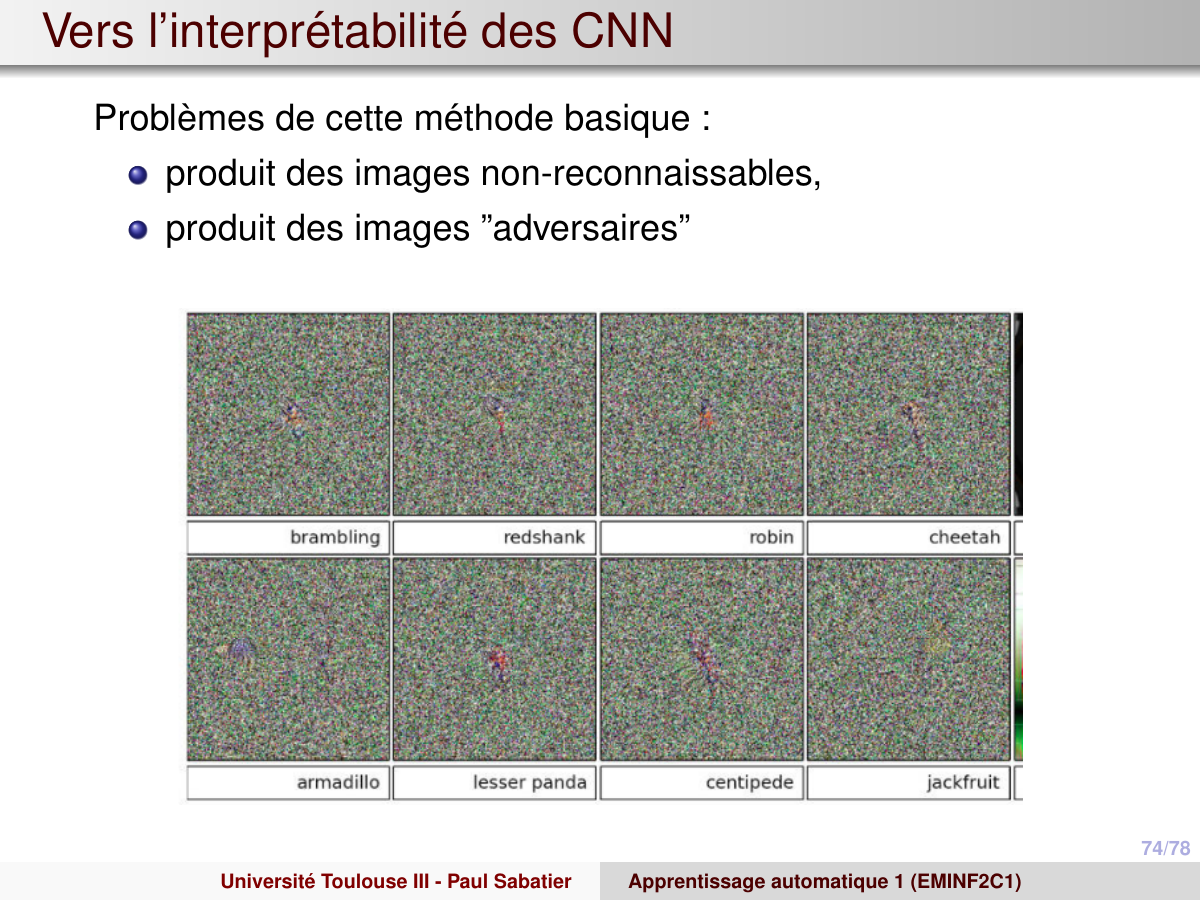 Vers l'interprétabilité des CNN
Problèmes de cette méthode basique :
produit des images non-reconnaissables,
produit des images ”adversaires”
brambling
redshank
robin
cheetah
armadillo
lesser panda
centipede
jackfruit
74/78
Université Toulouse III - Paul Sabatier
Apprentissage automatique 1 (EMINF2C1)